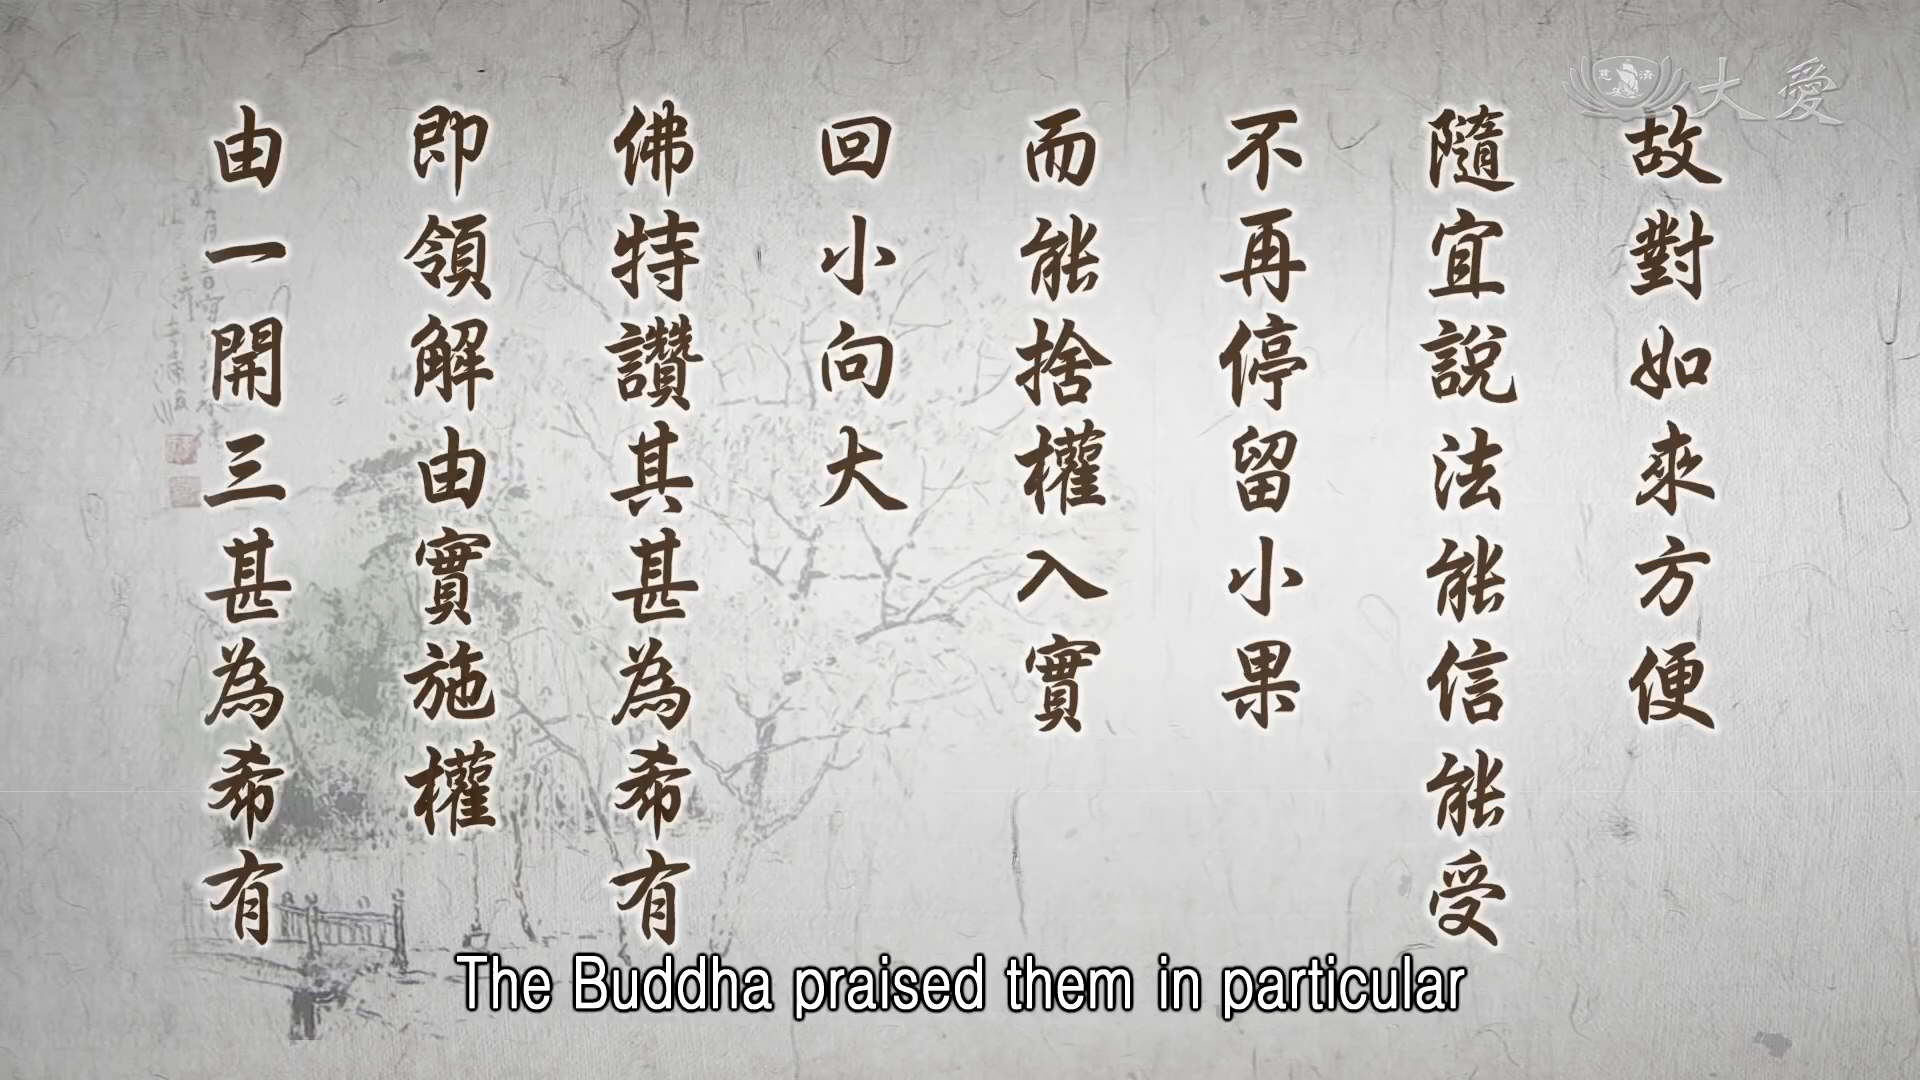 大愛
慈濟
故對如來方便
隨宜說法能信能受
不再停留小果
而能捨權入實
回小向大
佛特讚其甚為希有
即領解由實施權
由一開三甚為希有
The Buddha praised them in particular